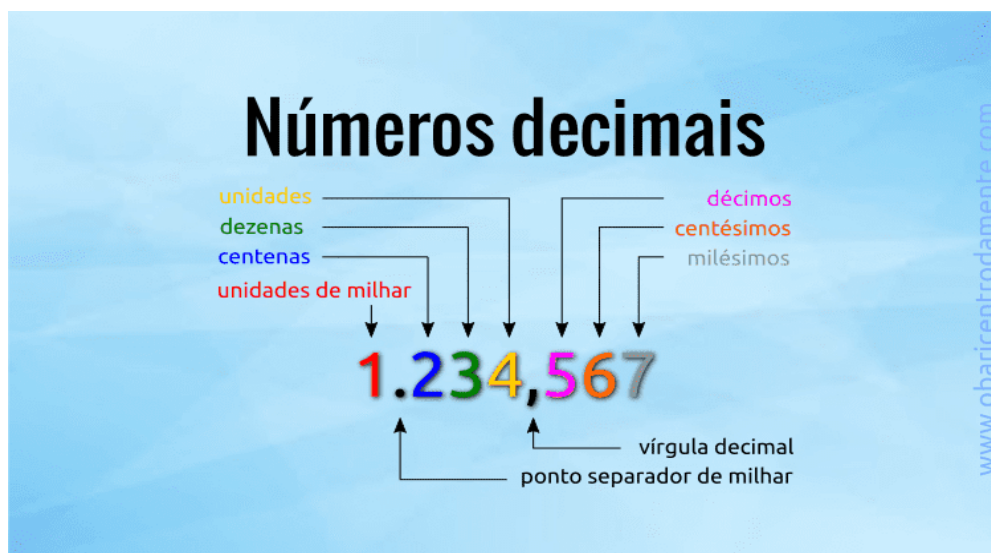 Números decimais
unidades
dezenas
centenas
unidades de milhar
décimos
centésimos
milésimos
1.234,567
vírgula decimal
ponto separador de milhar
www.obaricentrodamente.com